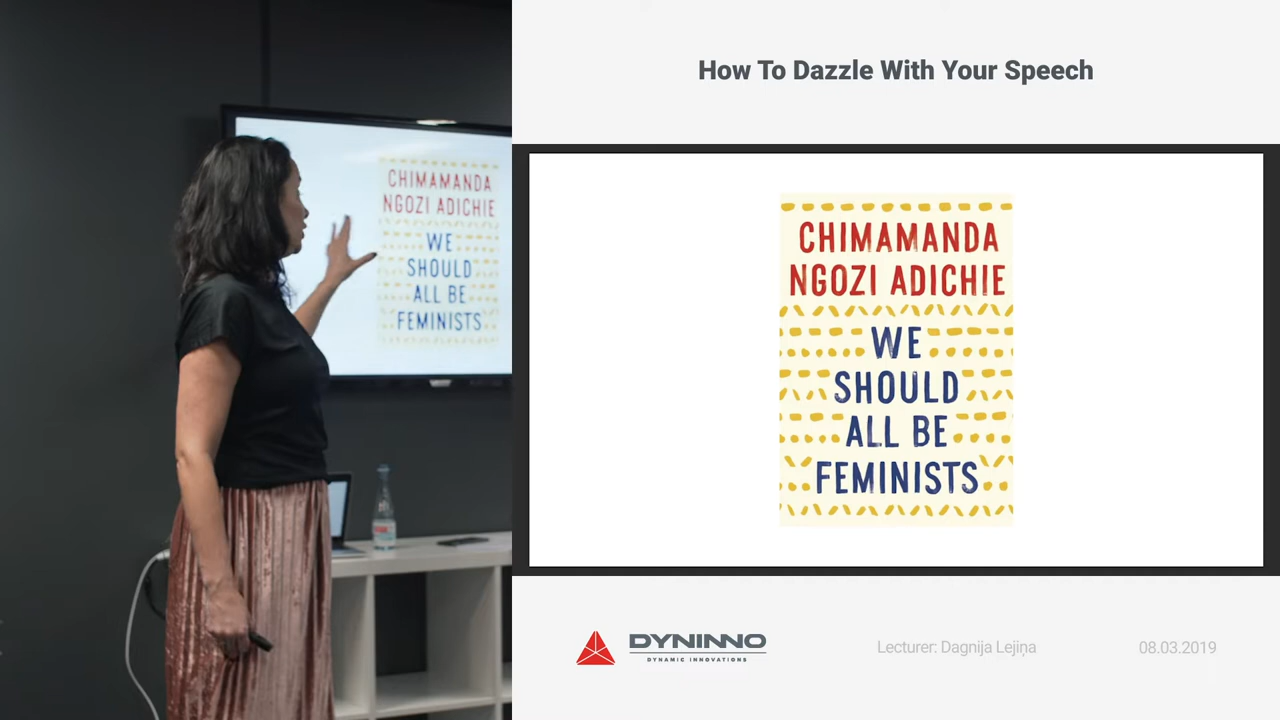 CHIMAMANDA
NGOZI ADICHIE
WE
SHOULD
ALL BE
FEMINISTS
How To Dazzle With Your Speech
CHIMAMANDA
NGOZI ADICHIE
WE
SHOULD
ALL BE
FEMINISTS
DYNINNO
DYNAMIC INNOVATIONS
Lecturer: Dagnija Lejiņa
08.03.2019